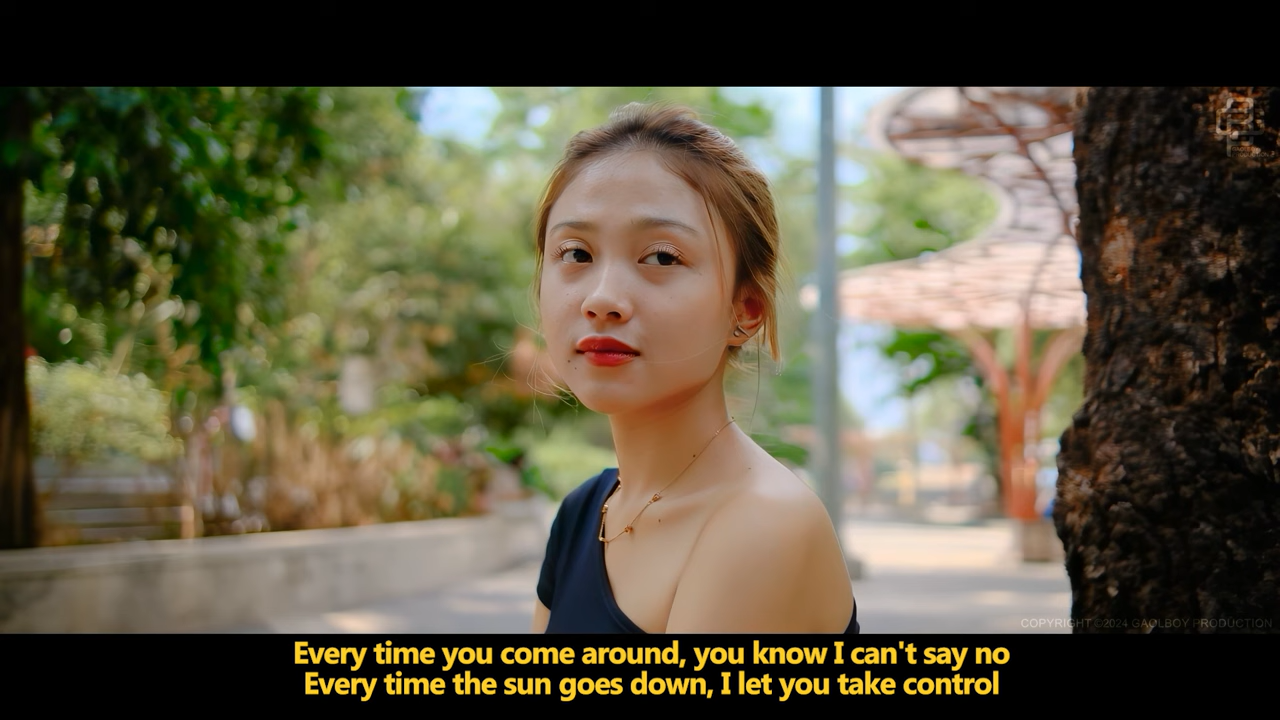 COPYRIGHT ©2024 GAOLBOY PRODUCTION
Every time you come around, you know I can't say no
Every time the sun goes down, I let you take control